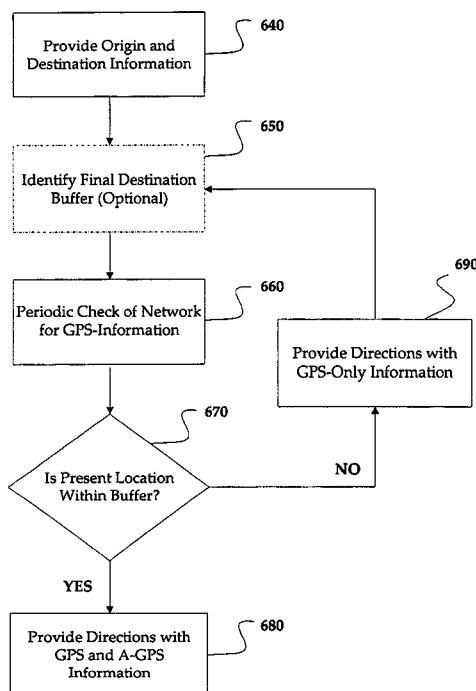 640
Provide Origin and
Destination Information
650
Identify Final Destination
Buffer (Optional)
660
Periodic Check of Network
for GPS-Information
690
Provide Directions with
GPS-Only Information
670
Is Present Location
Within Buffer?
NO
YES
680
Provide Directions with
GPS and A-GPS
Information